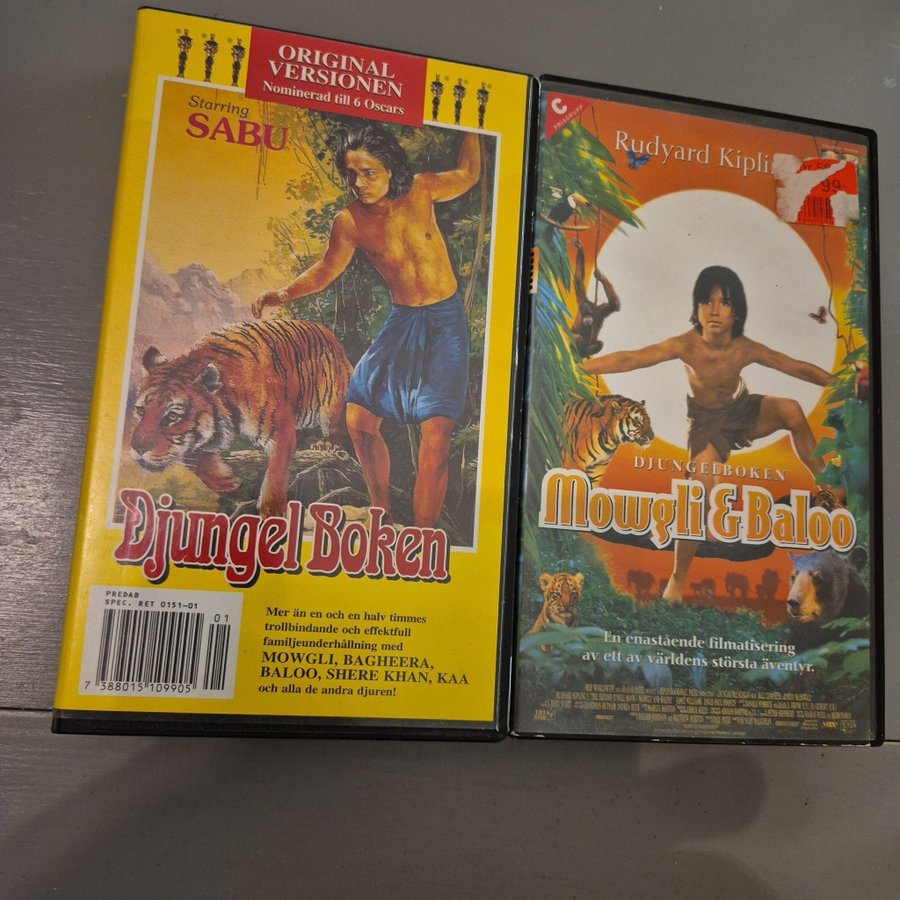 ORIGINAL
VERSIONEN
Nominerad till 6 Oscars
Starring
SABU
Djungel Boken
PREDAB
SPEC. RET 0151-01
01
7 388015 109905
Mer än en och en halv timmes
trollbindande och effektfull
familjeunderhållning med
MOWGLI, BAGHEERA,
BALOO, SHERE KHAN, KAA
och alla de andra djuren!
C
PRISGRUPP
Rudyard
99
DJUNGELBOKEN
Mowgli & Baloo
En enastående filmatisering
av ett av världens största äventyr.